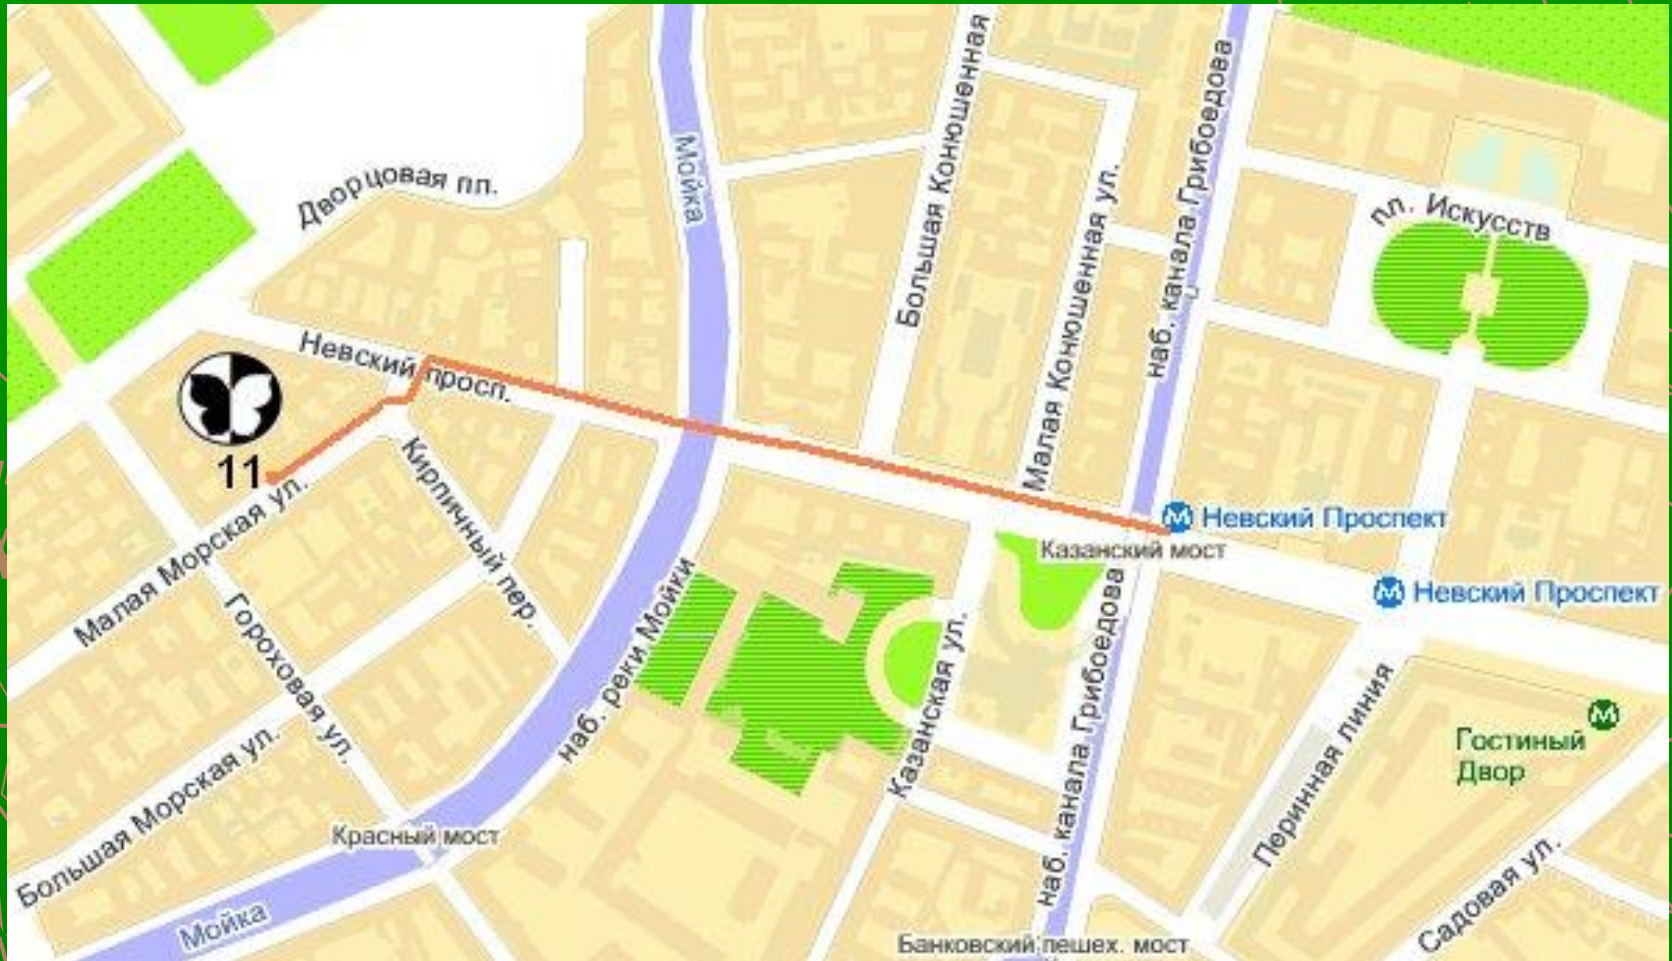 Дворцовая пл.
Мойка
Большая Конюшенная
Малая Конюшенная ул.
наб. канала Грибоедова
пл. Искусств
Невский просп.
11
Малая Морская ул.
Кирпичный пер.
Гороховая ул.
Большая Морская ул.
наб. реки Мойки
Красный мост
Мойка
Невский Проспект
Казанский мост
Невский Проспект
Казанская ул.
наб. канала Грибоедова
Перинная линия
Гостиный
Двор
Садовая ул.
Банковский пешех. мост